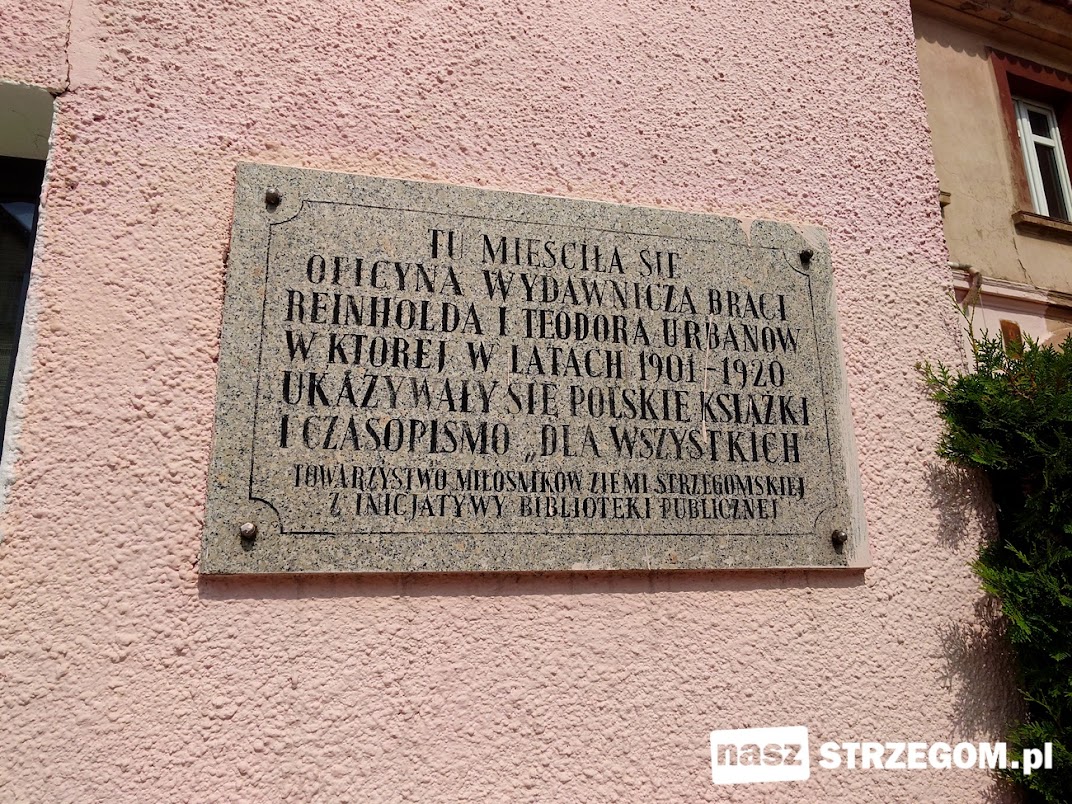 TU MIEŚCIŁA SIĘ
OFICYNA WYDAWNICZA BRACI
REINHOLDA I TEODORA URBANÓW
W KTÓREJ W LATACH 1901-1920
UKAZYWAŁY SIĘ POLSKIE KSIĄŻKI
I CZASOPISMO „DLA WSZYSTKICH"
TOWARZYSTWO MIŁOŚNIKÓW ZIEMI STRZEGOMSKIEJ
Z INICJATYWY BIBLIOTEKI PUBLICZNEJ
nasz STRZEGOM.pl